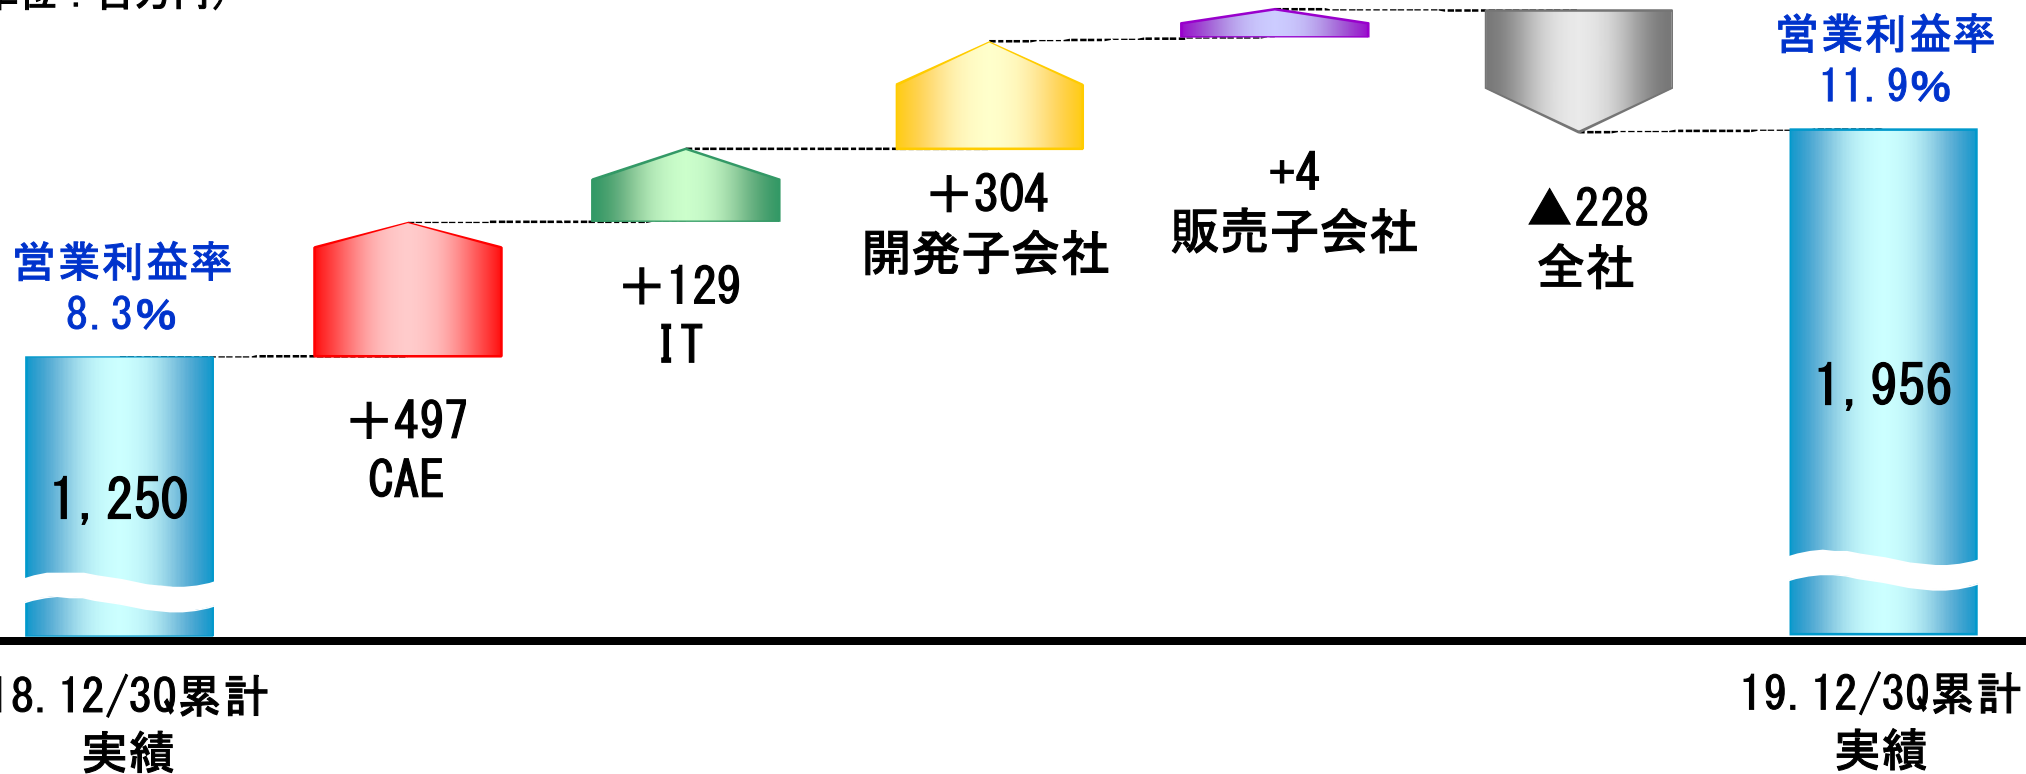 営業利益率
8.3%
1,250
＋497
CAE
＋129
IT
＋304
開発子会社
+4
販売子会社
▲228
全社
営業利益率
11.9%
1,956
18.12/3Q累計
実績
19.12/3Q累計
実績